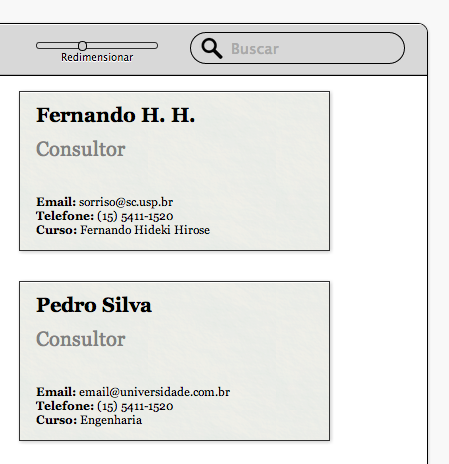 Redimensionar
Buscar
Fernando H. H.
Consultor
Email: sorriso@sc.usp.br
Telefone: (15) 5411-1520
Curso: Fernando Hideki Hirose
Pedro Silva
Consultor
Email: email@universidade.com.br
Telefone: (15) 5411-1520
Curso: Engenharia